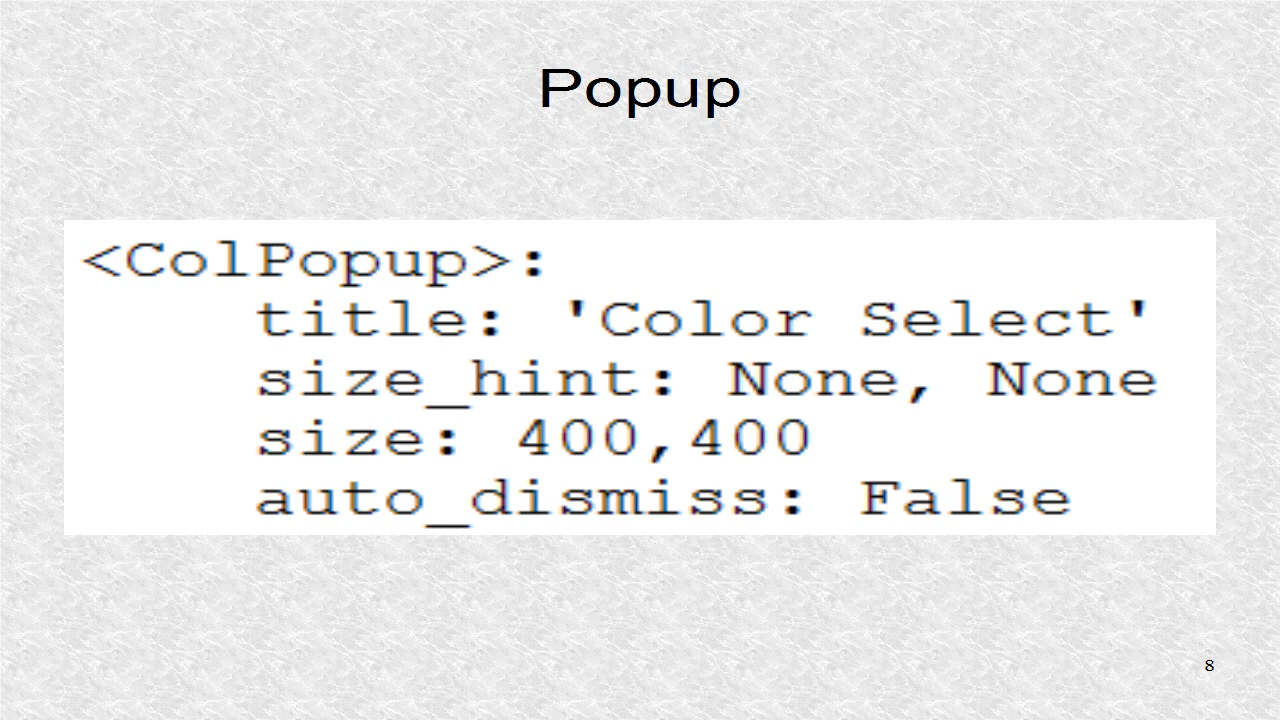 Popup
<ColPopup>:
    title: 'Color Select'
    size_hint: None, None
    size: 400,400
    auto_dismiss: False
8